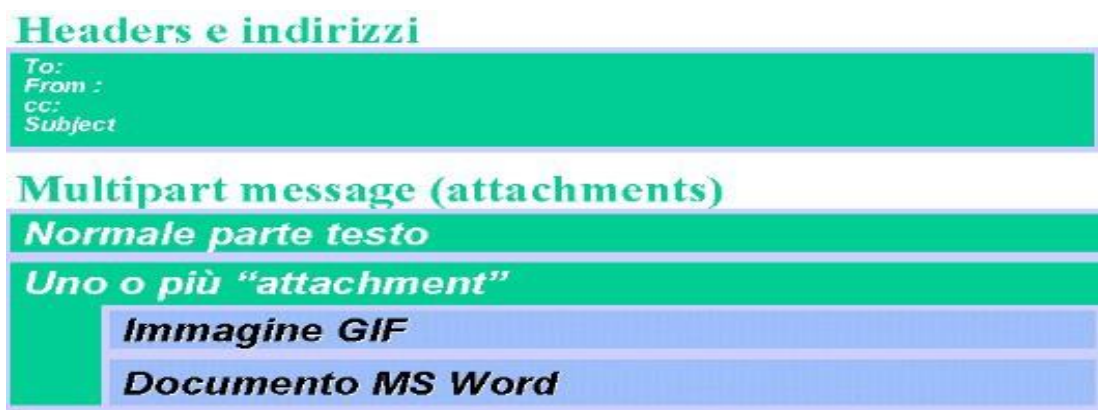 Headers e indirizzi
To:
From :
cc:
Subject
Multipart message (attachments)
Normale parte testo
Uno o più “attachment”
Immagine GIF
Documento MS Word